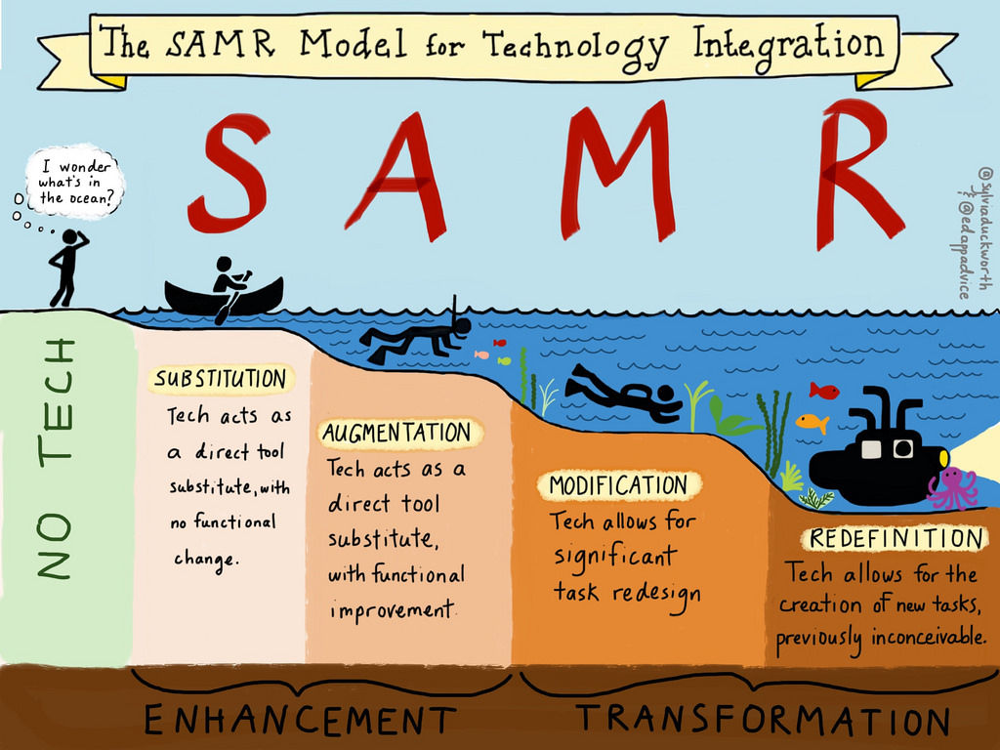 The SAMR Model for Technology Integration
S A M R
I wonder
what's in
the ocean?
@sylviaduckworth
& @edappadvice
NO TECH
SUBSTITUTION
Tech acts as
a direct tool
substitute, with
no functional
change.
AUGMENTATION
Tech acts as a
direct tool
substitute,
with functional
improvement.
MODIFICATION
Tech allows for
significant
task redesign
REDEFINITION
Tech allows for the
creation of new tasks,
previously inconceivable.
ENHANCEMENT
TRANSFORMATION